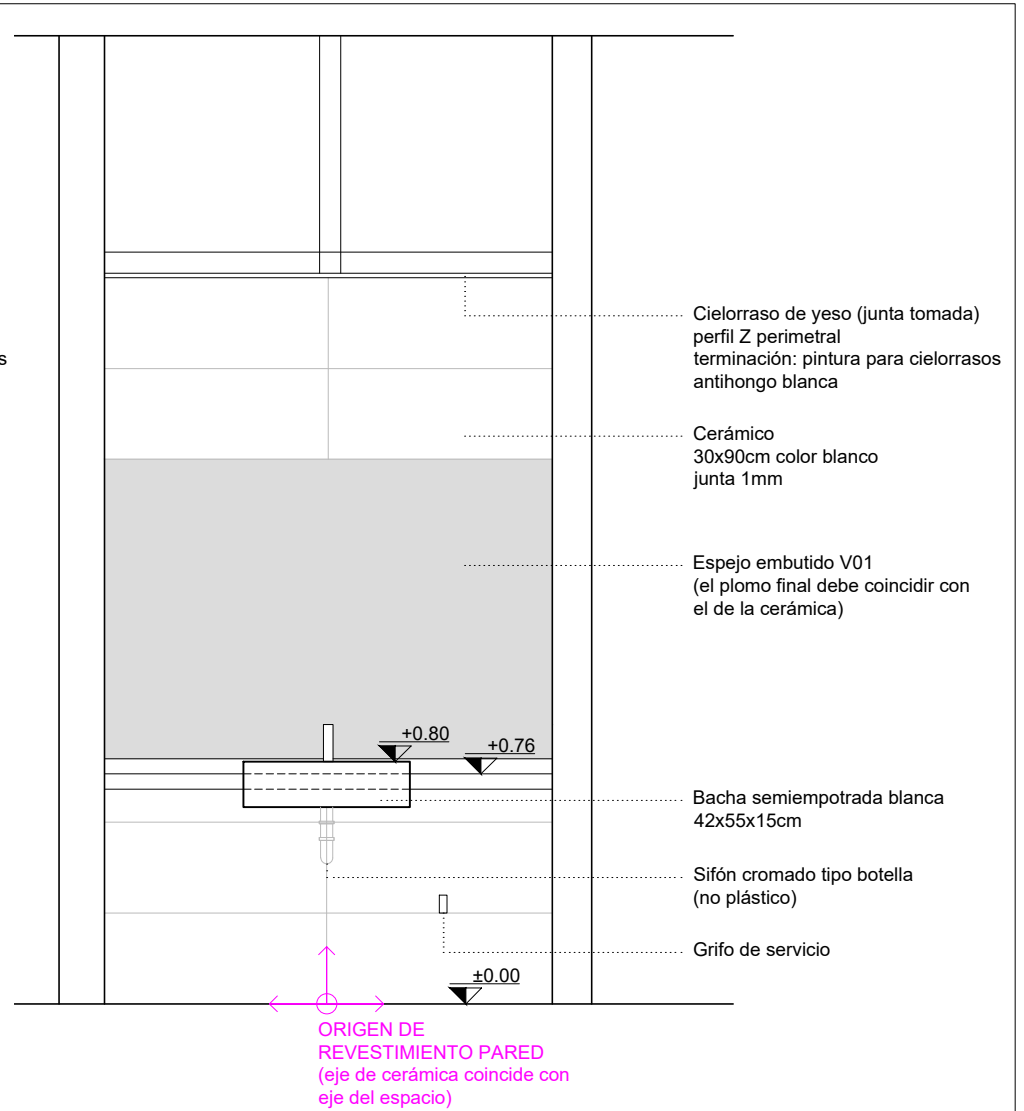 s
Cielorraso de yeso (junta tomada)
perfil Z perimetral
terminación: pintura para cielorrasos
antihongo blanca
Cerámico
30x90cm color blanco
junta 1mm
Espejo embutido V01
(el plomo final debe coincidir con
el de la cerámica)
+0.80
+0.76
Bacha semiempotrada blanca
42x55x15cm
Sifón cromado tipo botella
(no plástico)
Grifo de servicio
±0.00
ORIGEN DE
REVESTIMIENTO PARED
(eje de cerámica coincide con
eje del espacio)